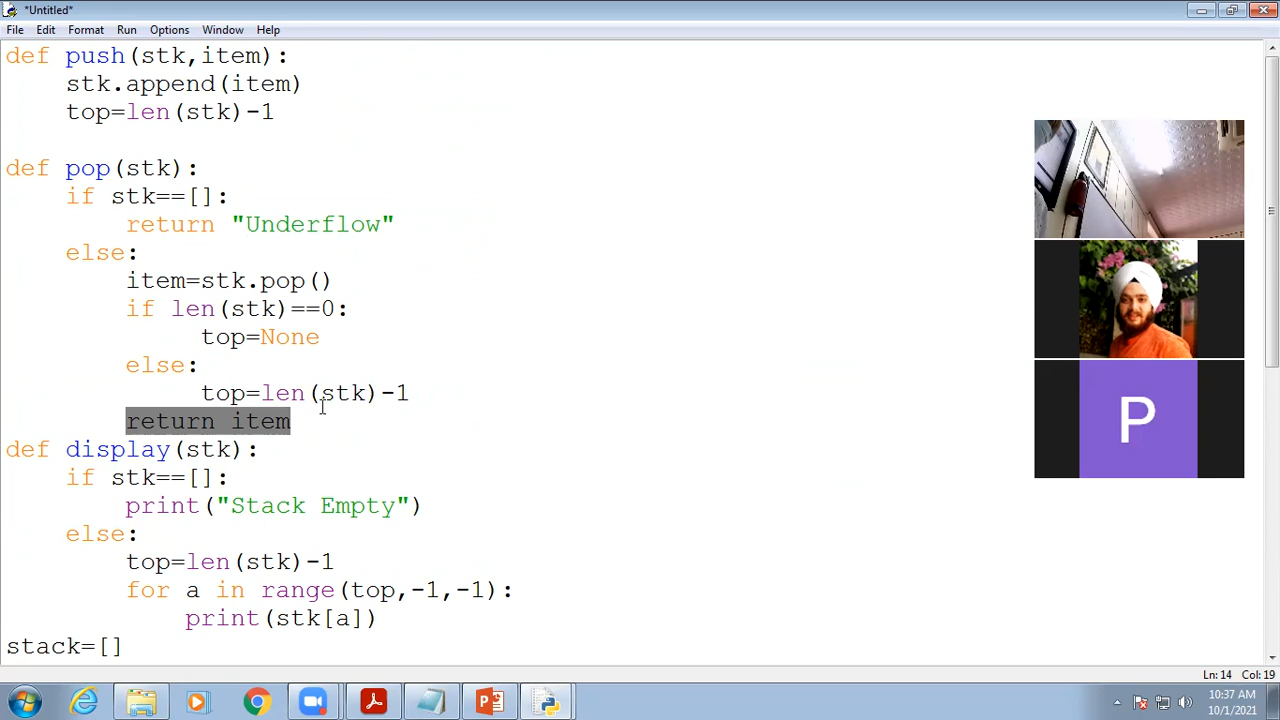 *Untitled*
File Edit Format Run Options Window Help
def push(stk,item):
    stk.append(item)
    top=len(stk)-1
def pop(stk):
    if stk==[]:
        return "Underflow"
    else:
        item=stk.pop()
        if len(stk)==0:
             top=None
        else:
             top=len(stk)-1
        return item
def display(stk):
    if stk==[]:
        print("Stack Empty")
    else:
        top=len(stk)-1
        for a in range(top,-1,-1):
            print(stk[a])
stack=[]
P
Ln: 14 Col: 19
10:37 AM
10/1/2021